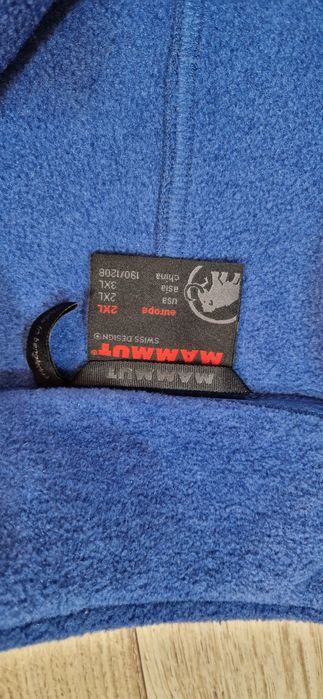 MAMMUT
MAMMUT®
SWISS DESIGN
europe 2XL
usa 2XL
asia 3XL
china 190/120B